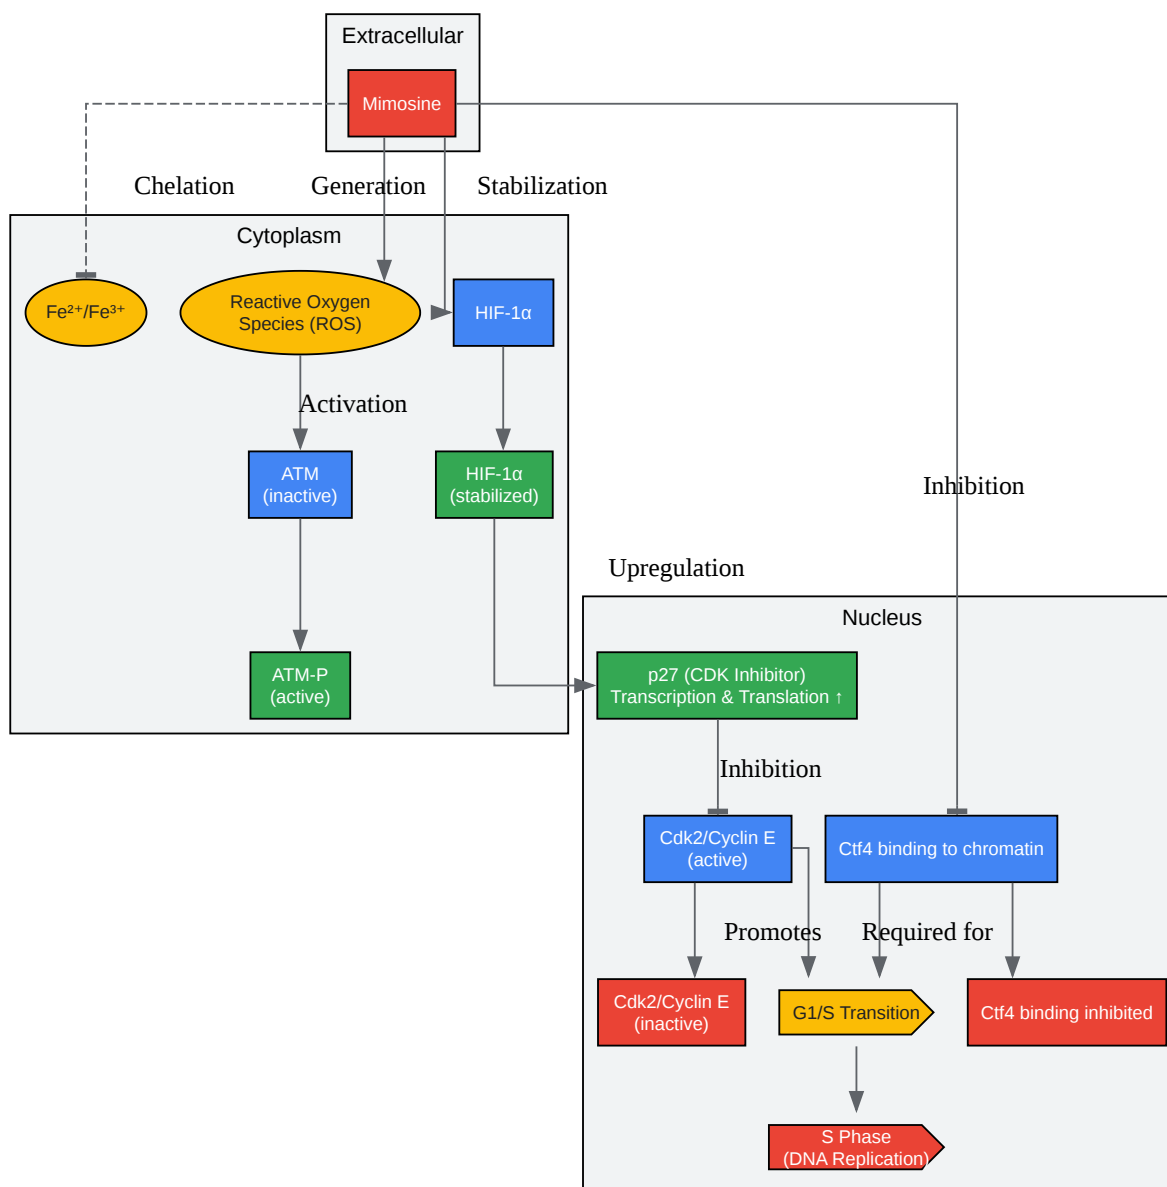 Extracellular
Mimosine
Chelation
Generation
Stabilization
Cytoplasm
Fe²⁺/Fe³⁺
Reactive Oxygen
Species (ROS)
HIF-1α
Activation
ATM
(inactive)
HIF-1α
(stabilized)
Inhibition
Upregulation
Nucleus
ATM-P
(active)
p27 (CDK Inhibitor)
Transcription & Translation ↑
Inhibition
Cdk2/Cyclin E
(active)
Ctf4 binding to chromatin
Promotes
Required for
Cdk2/Cyclin E
(inactive)
G1/S Transition
Ctf4 binding inhibited
S Phase
(DNA Replication)